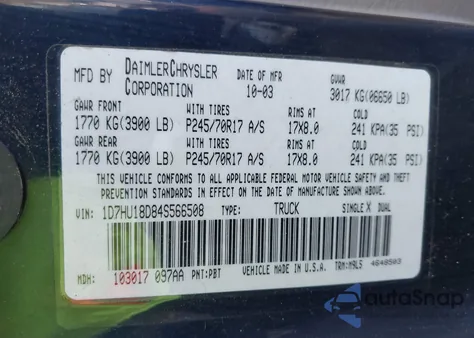 MFD BY DAIMLERCHRYSLER CORPORATION DATE OF MFR 10-03 GVWR 3017 KG(06650 LB)
GAWR FRONT WITH TIRES RIMS AT COLD
1770 KG(3900 LB) P245/70R17 A/S 17X8.0 241 KPA(35 PSI)
GAWR REAR WITH TIRES RIMS AT COLD
1770 KG(3900 LB) P245/70R17 A/S 17X8.0 241 KPA(35 PSI)
THIS VEHICLE CONFORMS TO ALL APPLICABLE FEDERAL MOTOR VEHICLE SAFETY AND THEFT
PREVENTION STANDARDS IN EFFECT ON THE DATE OF MANUFACTURE SHOWN ABOVE.
VIN: 1D7HU18D84S566508 TYPE: TRUCK SINGLE X DUAL
MDH: 103017 097AA PNT:PBT VEHICLE MADE IN U.S.A. TRM:M9LS 4648503
autoSnap